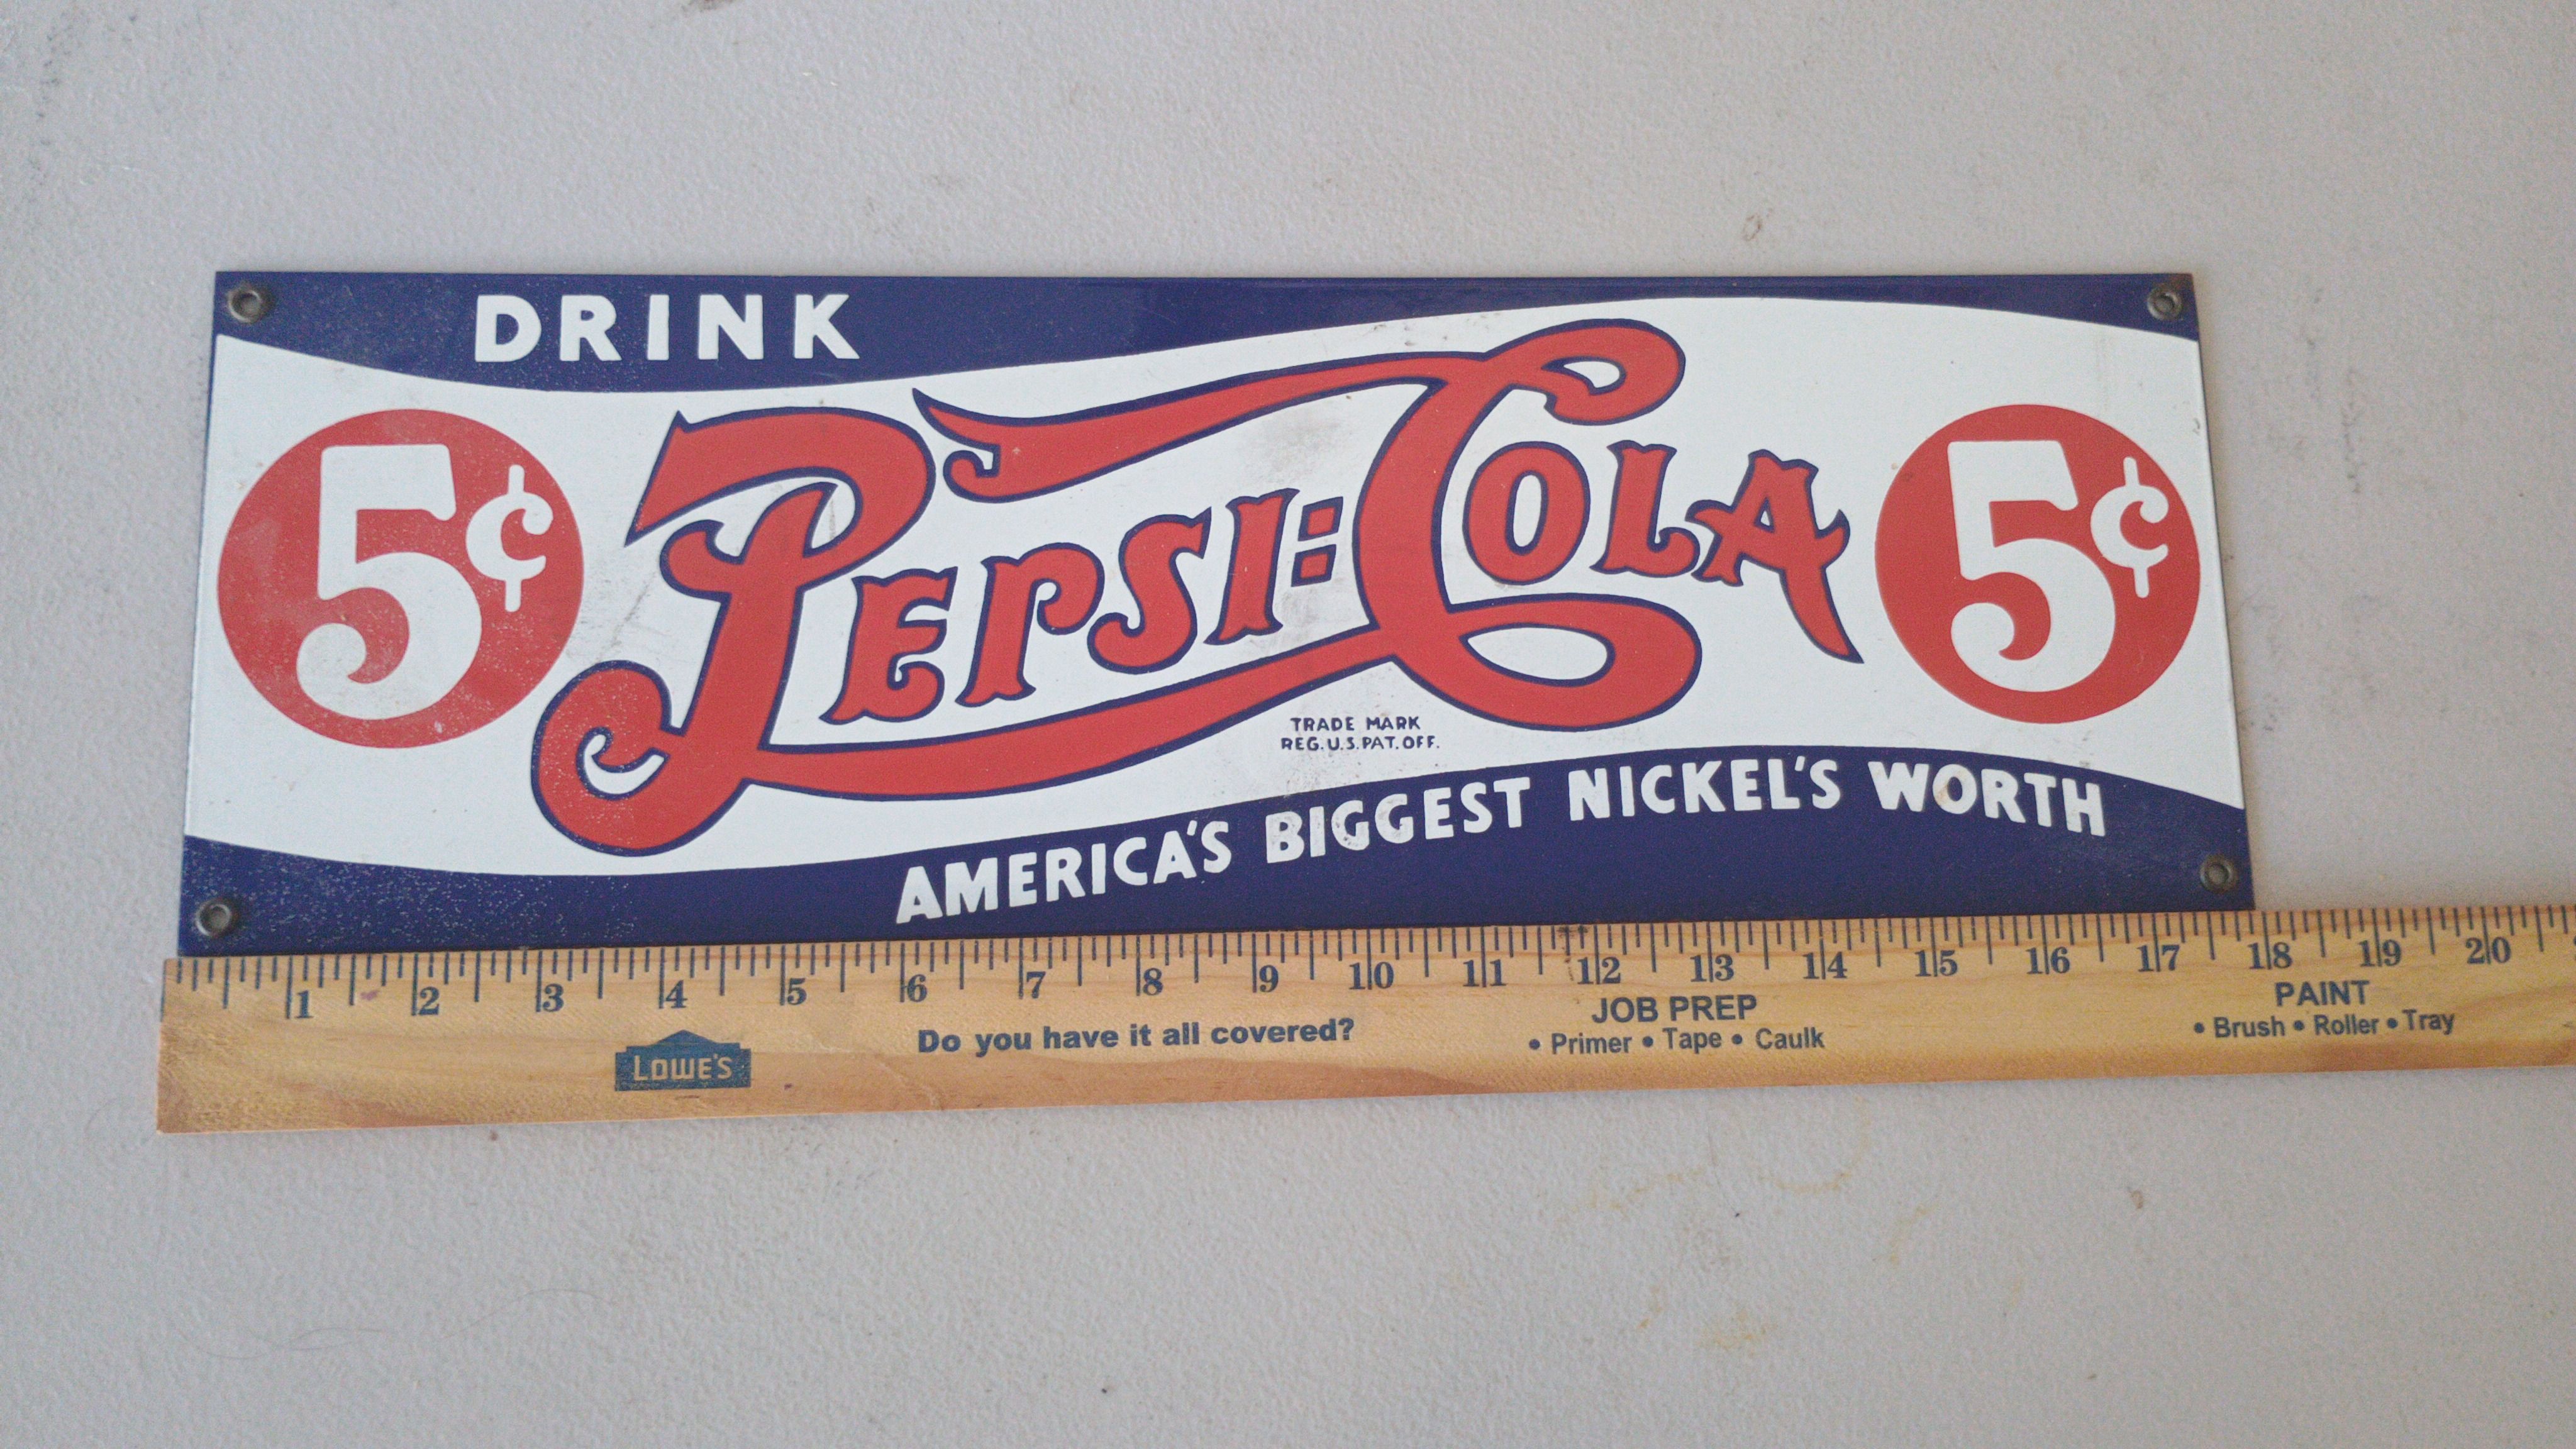 DRINK
5¢ PEPSI:COLA 5¢
TRADE MARK
REG. U.S. PAT. OFF.
AMERICA'S BIGGEST NICKEL'S WORTH
1 2 3 4 5 6 7 8 9 10 11 12 13 14 15 16 17 18 19 20
LOWE'S
Do you have it all covered?
JOB PREP
• Primer • Tape • Caulk
PAINT
• Brush • Roller • Tray